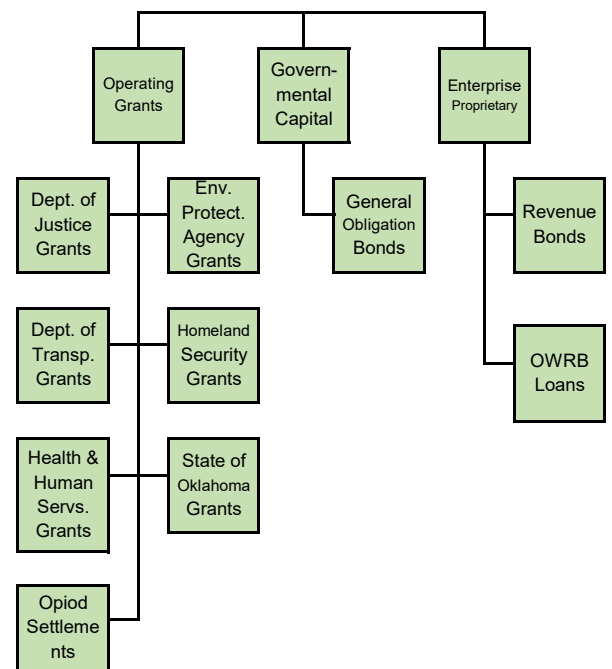 Operating
Grants
Govern-
mental
Capital
Enterprise
Proprietary
Dept. of
Justice
Grants
Env.
Protect.
Agency
Grants
General
Obligation
Bonds
Revenue
Bonds
Dept. of
Transp.
Grants
Homeland
Security
Grants
OWRB
Loans
Health &
Human
Servs.
Grants
State of
Oklahoma
Grants
Opiod
Settleme
nts